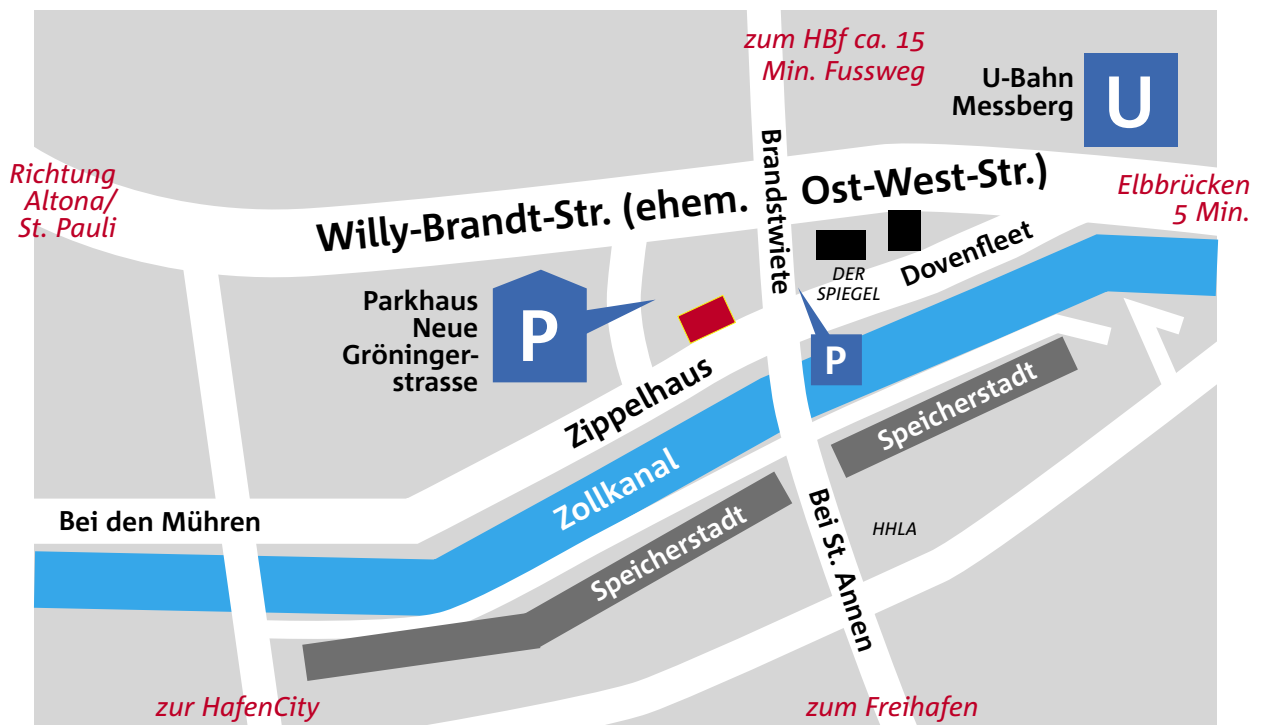 zum HBf ca. 15
Min. Fussweg
U-Bahn
Messberg
U
Richtung
Altona/
St. Pauli
Brandstwiete
Willy-Brandt-Str. (ehem. Ost-West-Str.)
Elbbrücken
5 Min.
DER
SPIEGEL
Dovenfleet
Parkhaus
Neue
Gröninger-
strasse
P
P
Zippelhaus
Speicherstadt
Zollkanal
Bei den Mühren
Speicherstadt
Bei St. Annen
HHLA
zur HafenCity
zum Freihafen